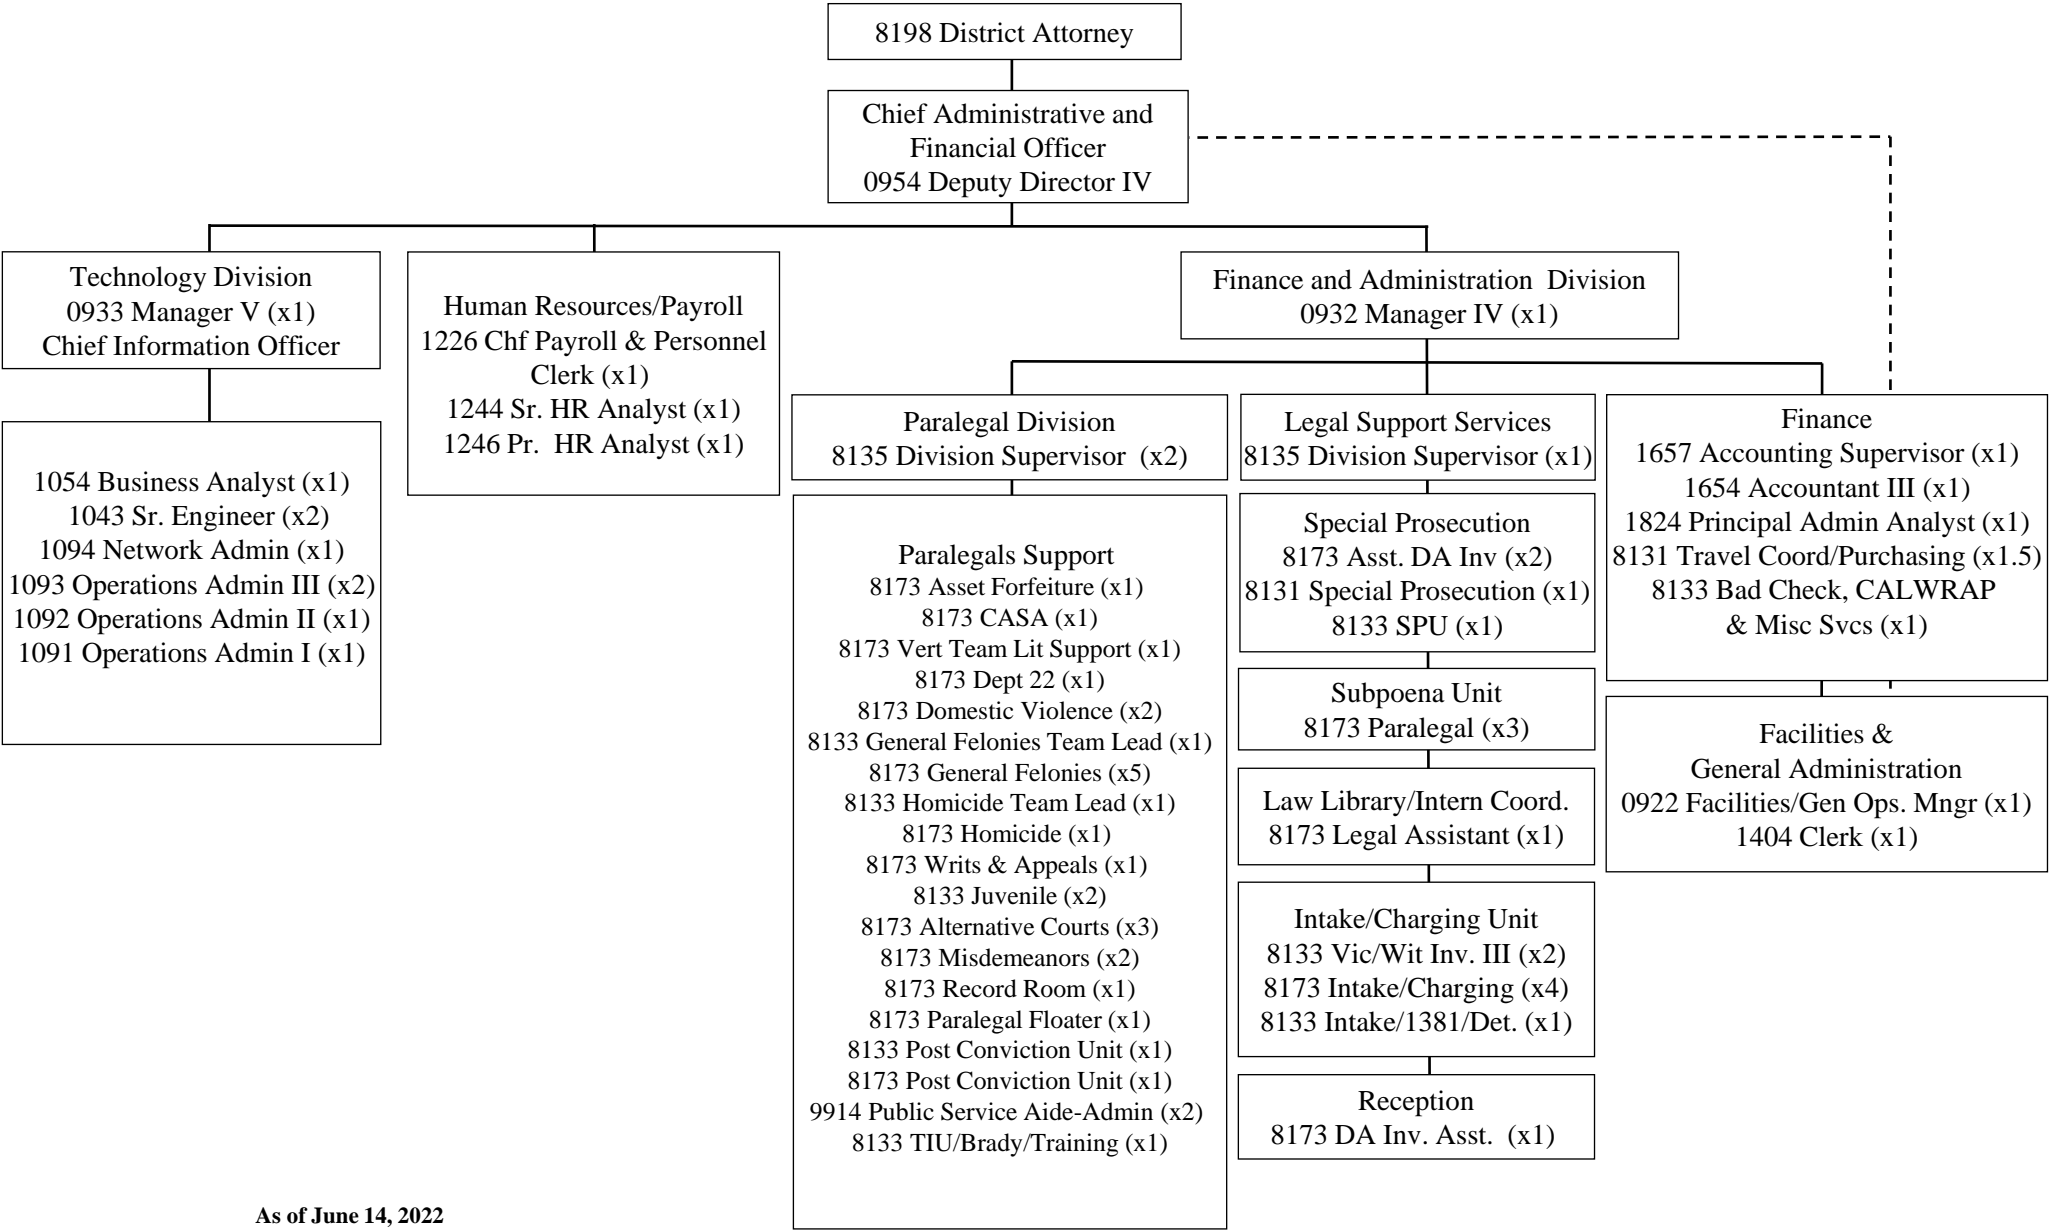 8198 District Attorney
Chief Administrative and
Financial Officer
0954 Deputy Director IV
Technology Division
0933 Manager V (x1)
Chief Information Officer
1054 Business Analyst (x1)
1043 Sr. Engineer (x2)
1094 Network Admin (x1)
1093 Operations Admin III (x2)
1092 Operations Admin II (x1)
1091 Operations Admin I (x1)
Human Resources/Payroll
1226 Chf Payroll & Personnel
Clerk (x1)
1244 Sr. HR Analyst (x1)
1246 Pr. HR Analyst (x1)
Finance and Administration Division
0932 Manager IV (x1)
Paralegal Division
8135 Division Supervisor (x2)
Paralegals Support
8173 Asset Forfeiture (x1)
8173 CASA (x1)
8173 Vert Team Lit Support (x1)
8173 Dept 22 (x1)
8173 Domestic Violence (x2)
8133 General Felonies Team Lead (x1)
8173 General Felonies (x5)
8133 Homicide Team Lead (x1)
8173 Homicide (x1)
8173 Writs & Appeals (x1)
8133 Juvenile (x2)
8173 Alternative Courts (x3)
8173 Misdemeanors (x2)
8173 Record Room (x1)
8173 Paralegal Floater (x1)
8133 Post Conviction Unit (x1)
8173 Post Conviction Unit (x1)
9914 Public Service Aide-Admin (x2)
8133 TIU/Brady/Training (x1)
Legal Support Services
8135 Division Supervisor (x1)
Special Prosecution
8173 Asst. DA Inv (x2)
8131 Special Prosecution (x1)
8133 SPU (x1)
Subpoena Unit
8173 Paralegal (x3)
Law Library/Intern Coord.
8173 Legal Assistant (x1)
Intake/Charging Unit
8133 Vic/Wit Inv. III (x2)
8173 Intake/Charging (x4)
8133 Intake/1381/Det. (x1)
Reception
8173 DA Inv. Asst. (x1)
Finance
1657 Accounting Supervisor (x1)
1654 Accountant III (x1)
1824 Principal Admin Analyst (x1)
8131 Travel Coord/Purchasing (x1.5)
8133 Bad Check, CALWRAP
& Misc Svcs (x1)
Facilities &
General Administration
0922 Facilities/Gen Ops. Mngr (x1)
1404 Clerk (x1)
As of June 14, 2022